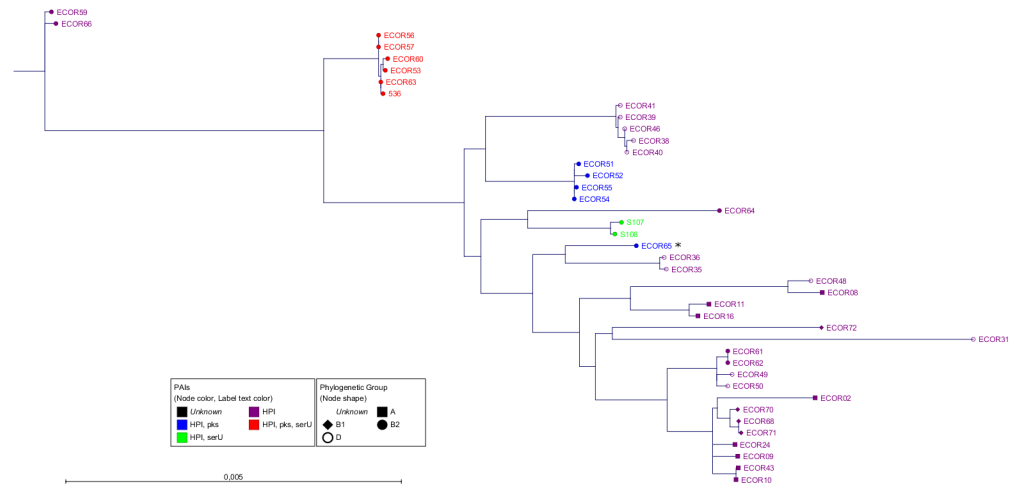 ECOR59
ECOR66
ECOR56
ECOR57
ECOR60
ECOR53
ECOR63
536
ECOR41
ECOR39
ECOR46
ECOR38
ECOR40
ECOR51
ECOR52
ECOR55
ECOR54
ECOR64
S107
S108
ECOR65 *
ECOR36
ECOR35
ECOR48
ECOR08
ECOR11
ECOR16
ECOR72
ECOR31
ECOR61
ECOR62
ECOR49
ECOR50
ECOR02
ECOR70
ECOR68
ECOR71
ECOR24
ECOR09
ECOR43
ECOR10
PAIs
(Node color, Label text color)
Unknown
HPI
HPI, pks
HPI, pks, serU
HPI, serU
Phylogenetic Group
(Node shape)
Unknown
A
B1
B2
D
0,005